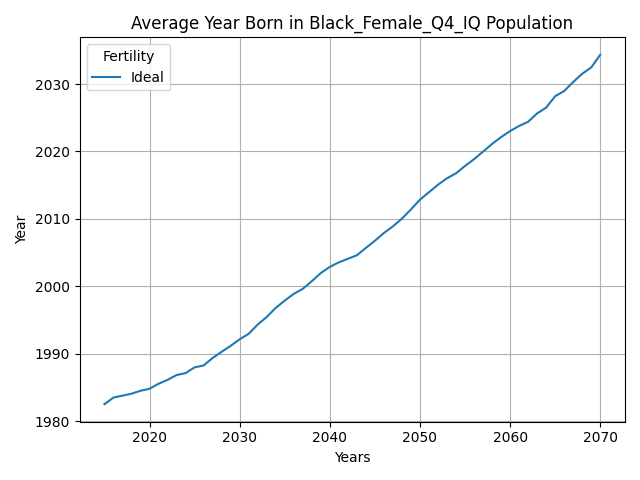 Average Year Born in Black_Female_Q4_IQ Population
Fertility
Ideal
Year
2030
2020
2010
2000
1990
1980
2020 2030 2040 2050 2060 2070
Years